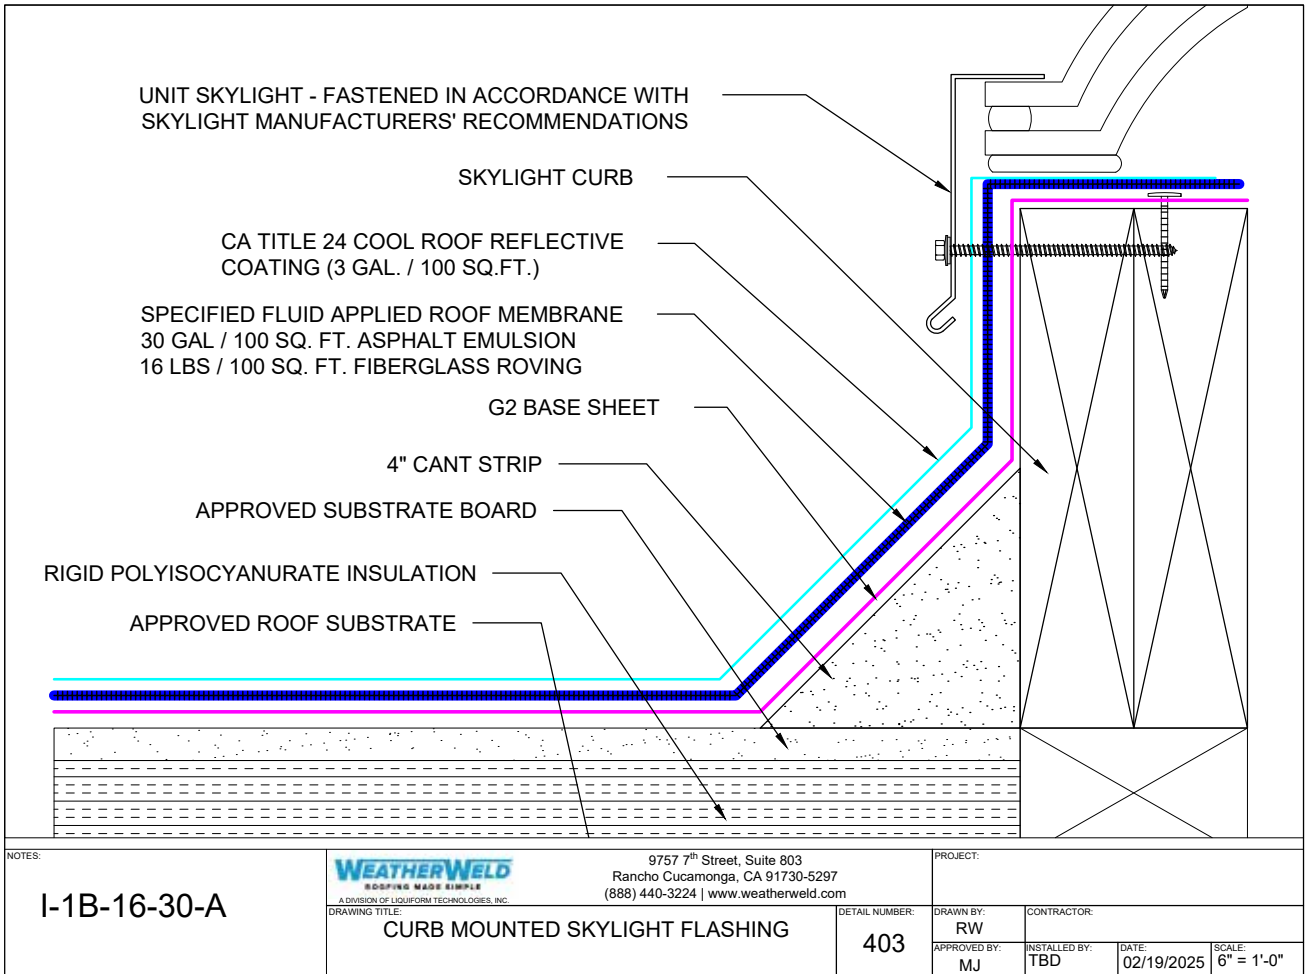 UNIT SKYLIGHT - FASTENED IN ACCORDANCE WITH
SKYLIGHT MANUFACTURERS' RECOMMENDATIONS
SKYLIGHT CURB
CA TITLE 24 COOL ROOF REFLECTIVE
COATING (3 GAL. / 100 SQ.FT.)
SPECIFIED FLUID APPLIED ROOF MEMBRANE
30 GAL / 100 SQ. FT. ASPHALT EMULSION
16 LBS / 100 SQ. FT. FIBERGLASS ROVING
G2 BASE SHEET
4" CANT STRIP
APPROVED SUBSTRATE BOARD
RIGID POLYISOCYANURATE INSULATION
APPROVED ROOF SUBSTRATE
NOTES:
I-1B-16-30-A
WEATHERWELD
ROOFING MADE SIMPLE
A DIVISION OF LIQUIFORM TECHNOLOGIES, INC.
9757 7th Street, Suite 803
Rancho Cucamonga, CA 91730-5297
(888) 440-3224 | www.weatherweld.com
DRAWING TITLE:
CURB MOUNTED SKYLIGHT FLASHING
DETAIL NUMBER:
403
PROJECT:
DRAWN BY:
RW
CONTRACTOR:
APPROVED BY:
MJ
INSTALLED BY:
TBD
DATE:
02/19/2025
SCALE:
6" = 1'-0"